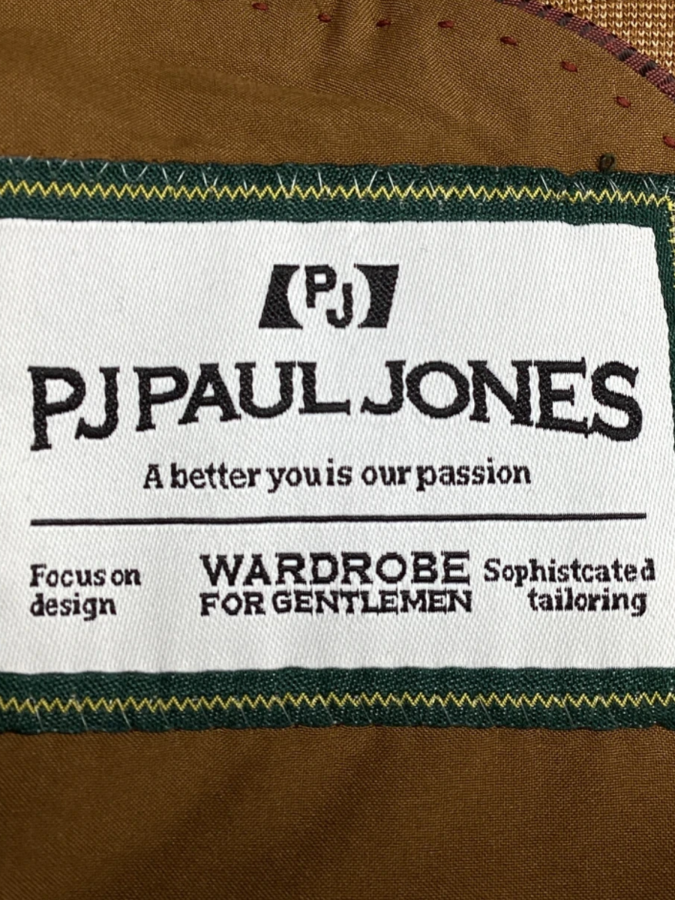 PJ
PJ PAUL JONES
A better you is our passion
Focus on
design
WARDROBE
FOR GENTLEMEN
Sophistcated
tailoring